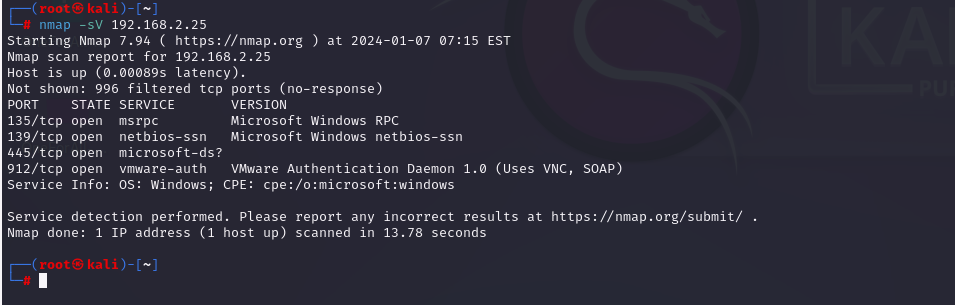 ┌──(root㉿kali)-[~]
└─# nmap -sV 192.168.2.25
Starting Nmap 7.94 ( https://nmap.org ) at 2024-01-07 07:15 EST
Nmap scan report for 192.168.2.25
Host is up (0.00089s latency).
Not shown: 996 filtered tcp ports (no-response)
PORT    STATE SERVICE       VERSION
135/tcp open  msrpc         Microsoft Windows RPC
139/tcp open  netbios-ssn   Microsoft Windows netbios-ssn
445/tcp open  microsoft-ds?
912/tcp open  vmware-auth   VMware Authentication Daemon 1.0 (Uses VNC, SOAP)
Service Info: OS: Windows; CPE: cpe:/o:microsoft:windows
Service detection performed. Please report any incorrect results at https://nmap.org/submit/ .
Nmap done: 1 IP address (1 host up) scanned in 13.78 seconds
┌──(root㉿kali)-[~]
└─#